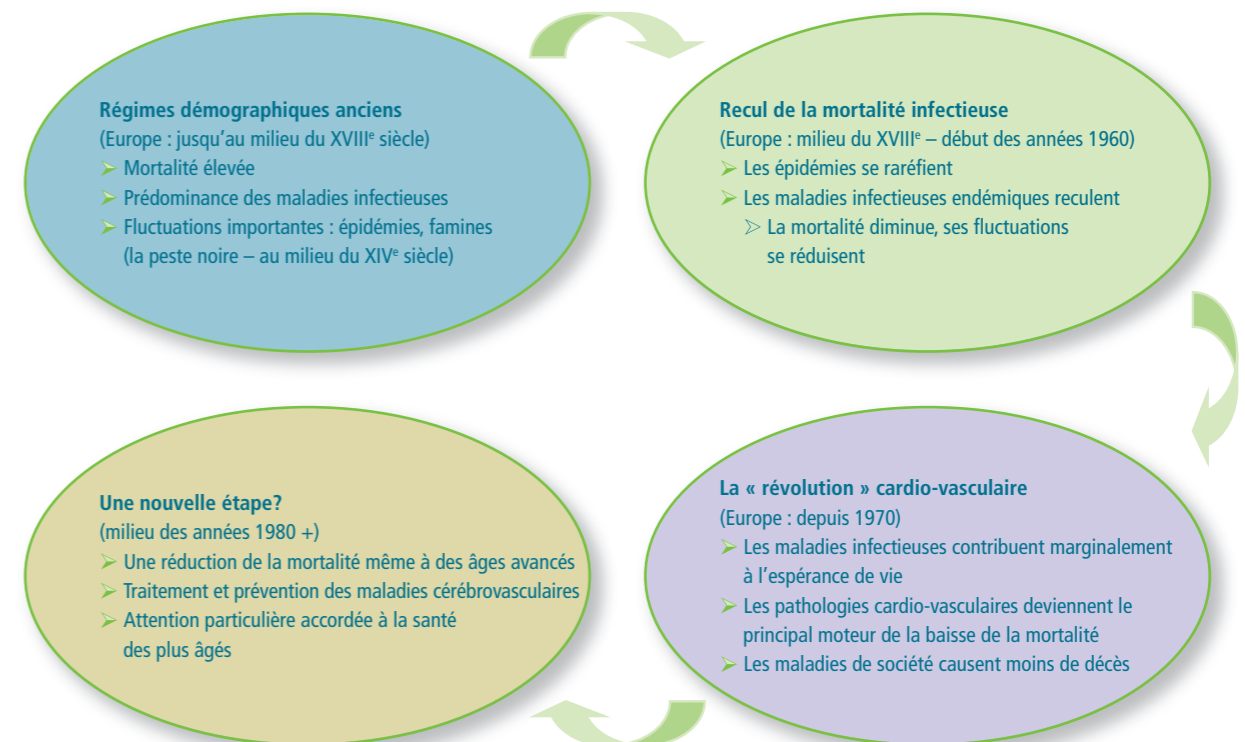 Régimes démographiques anciens
(Europe : jusqu'au milieu du XVIIIe siècle)
➢ Mortalité élevée
➢ Prédominance des maladies infectieuses
➢ Fluctuations importantes : épidémies, famines
(la peste noire – au milieu du XIVe siècle)
Recul de la mortalité infectieuse
(Europe : milieu du XVIIIe – début des années 1960)
➢ Les épidémies se raréfient
➢ Les maladies infectieuses endémiques reculent
➢ La mortalité diminue, ses fluctuations
se réduisent
La « révolution » cardio-vasculaire
(Europe : depuis 1970)
➢ Les maladies infectieuses contribuent marginalement
à l'espérance de vie
➢ Les pathologies cardio-vasculaires deviennent le
principal moteur de la baisse de la mortalité
➢ Les maladies de société causent moins de décès
Une nouvelle étape?
(milieu des années 1980 +)
➢ Une réduction de la mortalité même à des âges avancés
➢ Traitement et prévention des maladies cérébrovasculaires
➢ Attention particulière accordée à la santé
des plus âgés